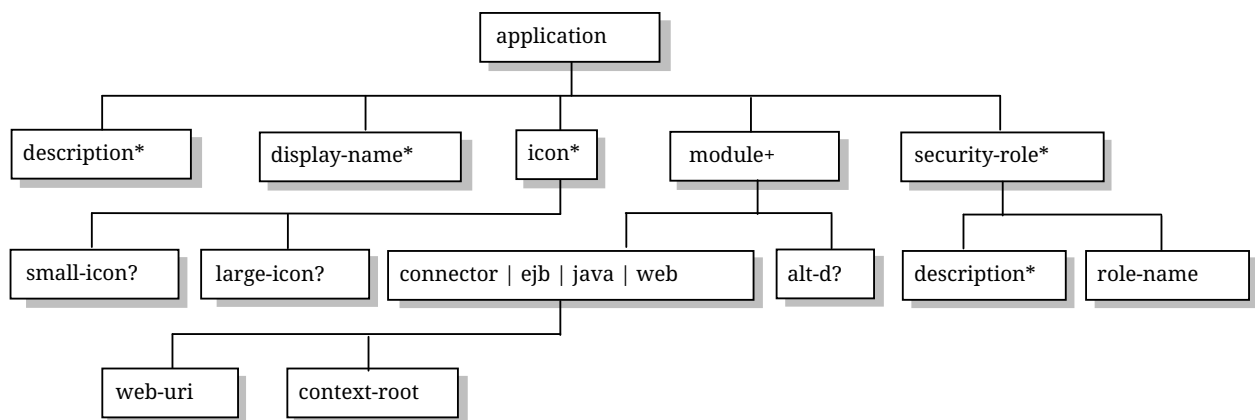 application
description*
display-name*
icon*
module+
security-role*
small-icon?
large-icon?
connector | ejb | java | web
alt-d?
description*
role-name
web-uri
context-root